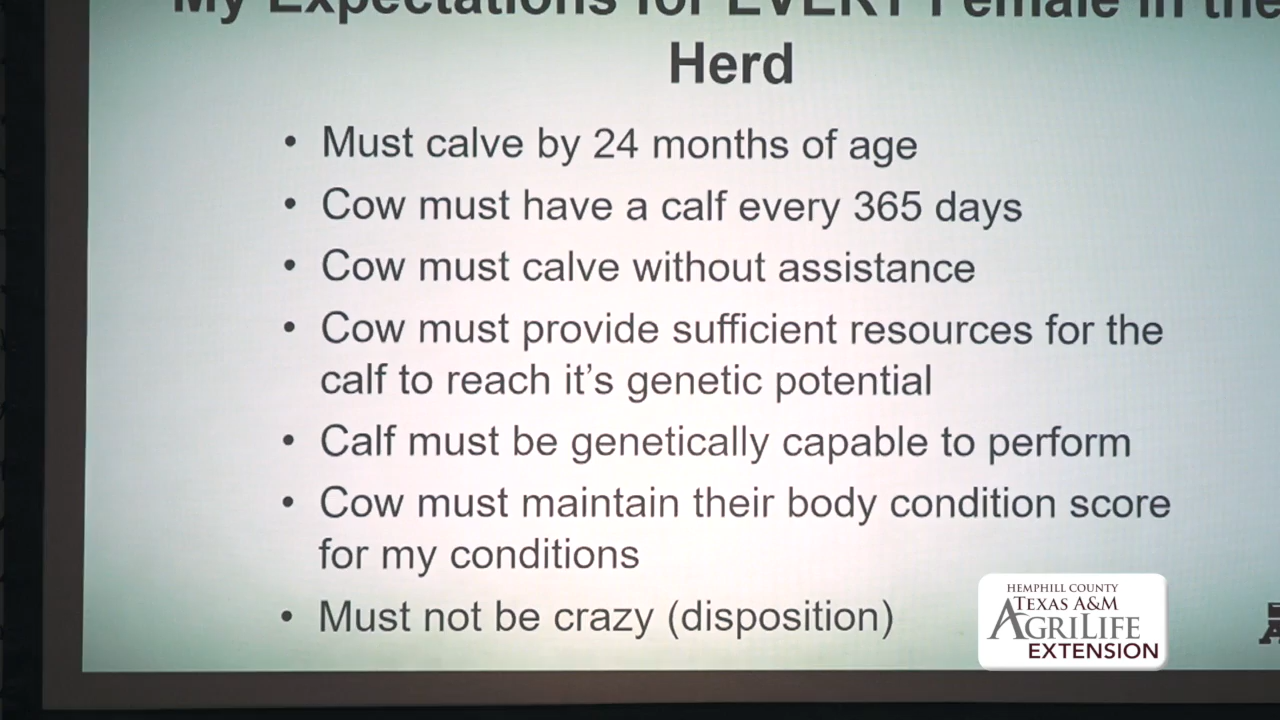 My Expectations for EVERY Female in the
Herd
• Must calve by 24 months of age
• Cow must have a calf every 365 days
• Cow must calve without assistance
• Cow must provide sufficient resources for the
calf to reach it's genetic potential
• Calf must be genetically capable to perform
• Cow must maintain their body condition score
for my conditions
• Must not be crazy (disposition)
HEMPHILL COUNTY
TEXAS A&M
AGRILIFE
EXTENSION